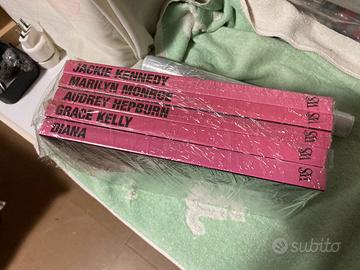 JACKIE KENNEDY
MARILYN MONROE
AUDREY HEPBURN
GRACE KELLY
DIANA
subito